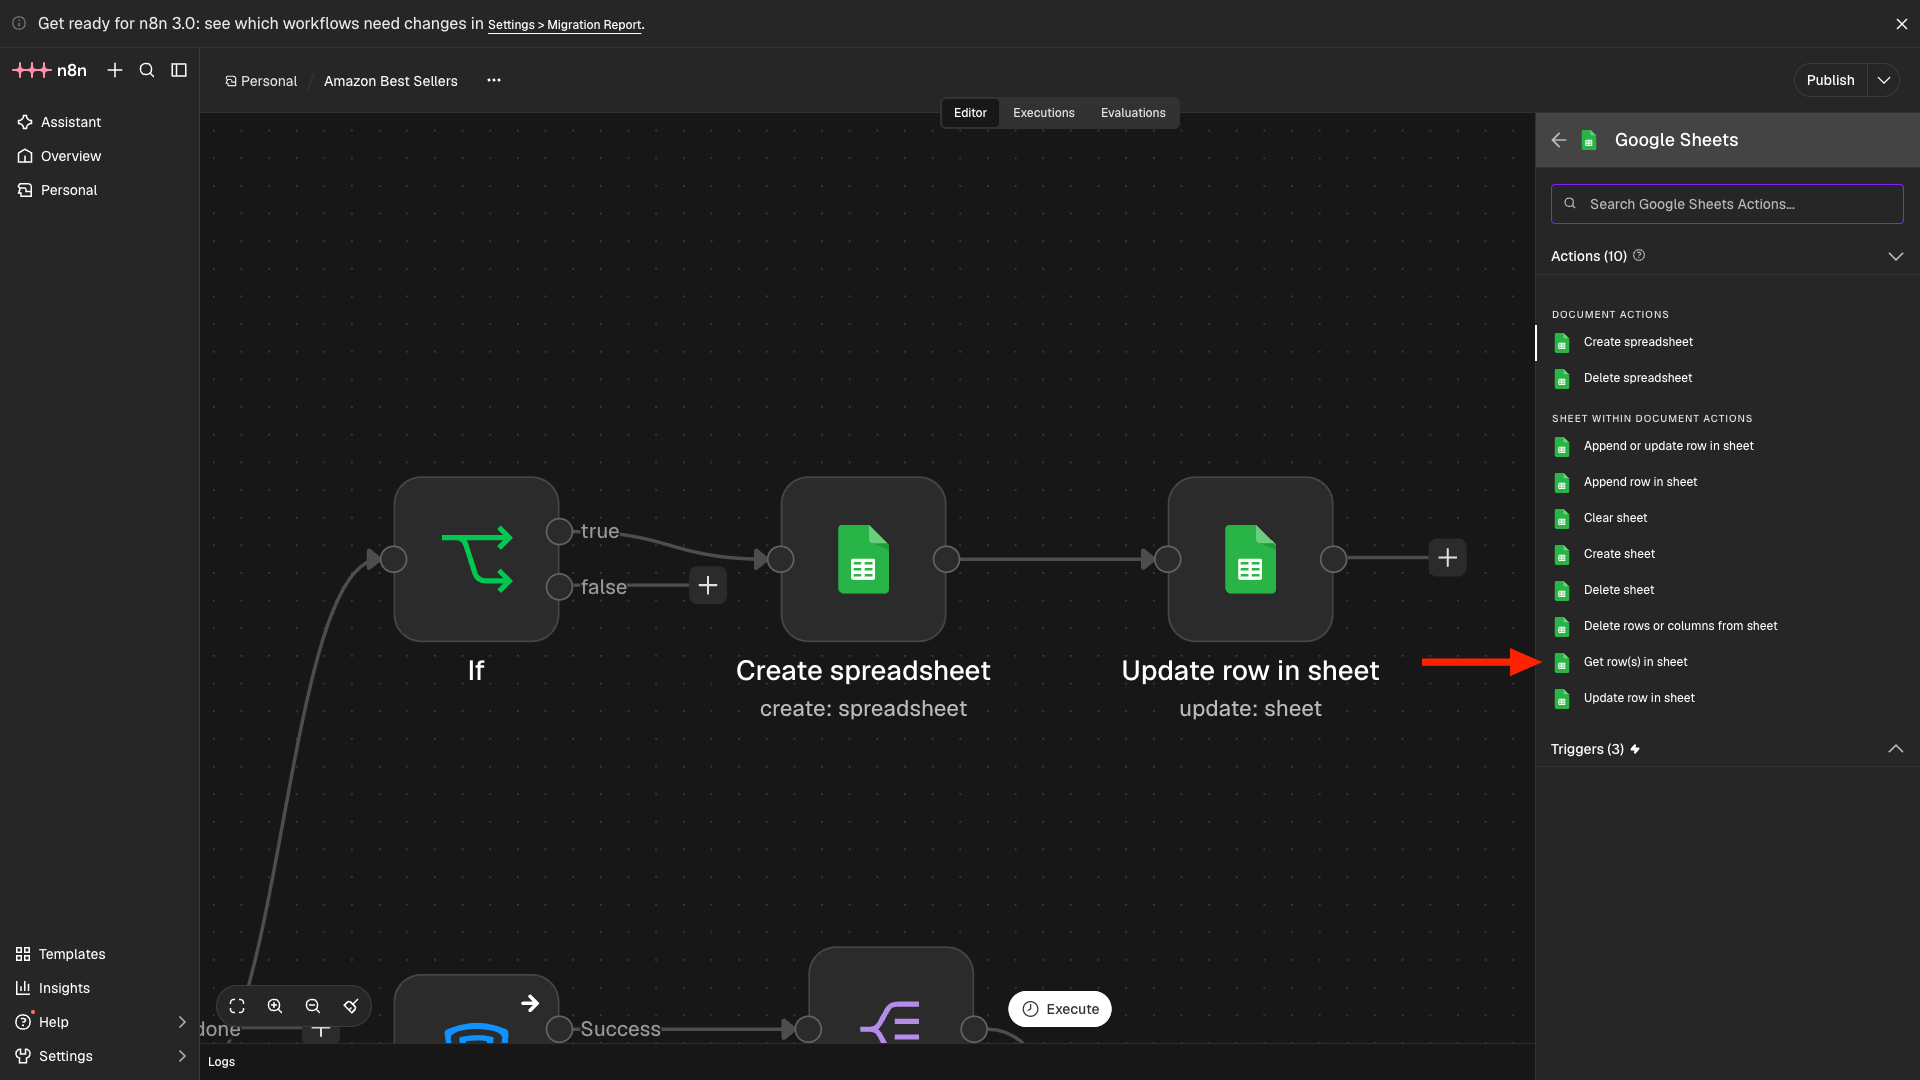 Get ready for n8n 3.0: see which workflows need changes in Settings > Migration Report.
n8n
Personal / Amazon Best Sellers
Publish
Editor
Executions
Evaluations
Assistant
Overview
Personal
Google Sheets
Search Google Sheets Actions...
Actions (10)
DOCUMENT ACTIONS
Create spreadsheet
Delete spreadsheet
SHEET WITHIN DOCUMENT ACTIONS
Append or update row in sheet
Append row in sheet
Clear sheet
Create sheet
Delete sheet
Delete rows or columns from sheet
Get row(s) in sheet
Update row in sheet
Triggers (3)
true
false
If
Create spreadsheet
create: spreadsheet
Update row in sheet
update: sheet
Success
done
Execute
Templates
Insights
Help
Settings
Logs